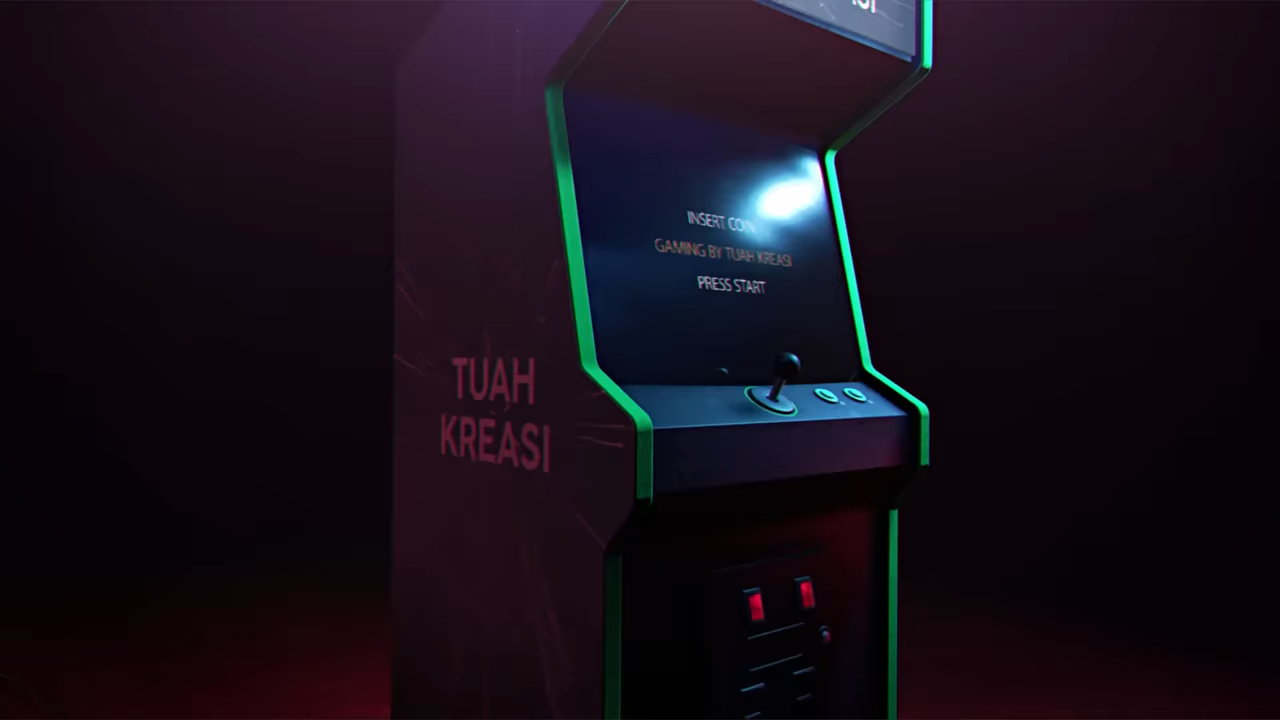 INSERT COIN
GAMING BY TUAH KREASI
PRESS START
TUAH
KREASI